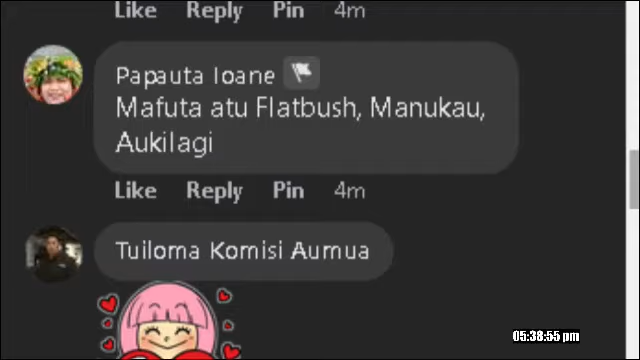 Like Reply Pin 4m
Papauta Ioane
Mafuta atu Flatbush, Manukau,
Aukilagi
Like Reply Pin 4m
Tuiloma Komisi Aumua
05:38:55 pm